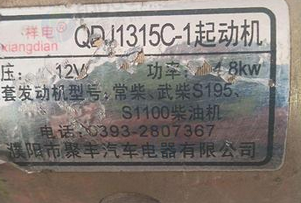 祥电 QDJ1315C-1起动机
xiangdian
压: 12V 功率: 1.8kw
套发动机型号: 常柴、武柴S195、
S1100柴油机
电话: 0393-2807367
濮阳市聚丰汽车电器有限公司